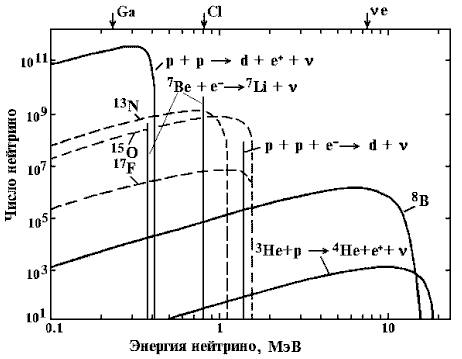 Ga Cl νe
Число нейтрино
10¹¹
10⁹
10⁷
10⁵
10³
10¹
p + p → d + e⁺ + ν
⁷Be + e⁻ → ⁷Li + ν
¹³N
¹⁵O
¹⁷F
p + p + e⁻ → d + ν
⁸B
³He+p → ⁴He+e⁺+ ν
0.1 1 10
Энергия нейтрино, МэВ